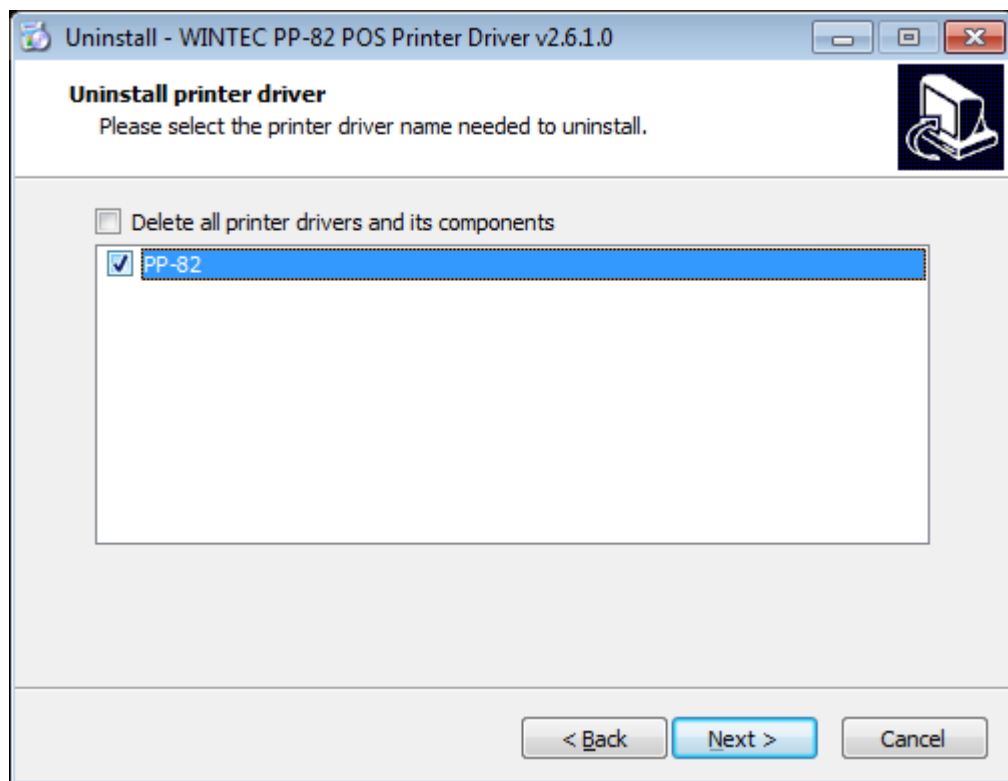 Uninstall - WINTEC PP-82 POS Printer Driver v2.6.1.0
Uninstall printer driver
Please select the printer driver name needed to uninstall.
Delete all printer drivers and its components
PP-82
< Back
Next >
Cancel